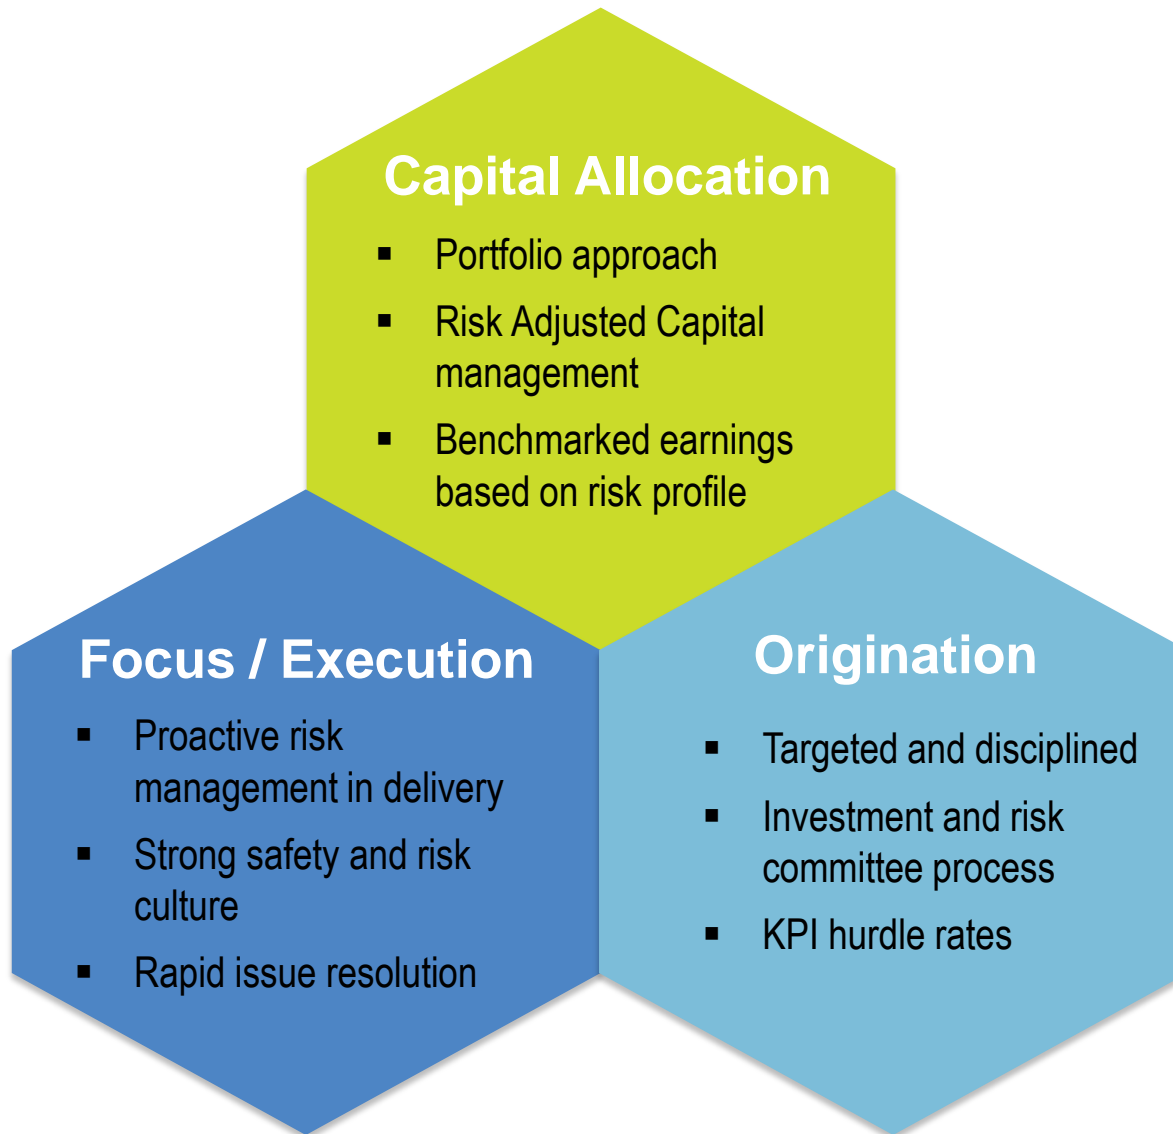 Capital Allocation
▪ Portfolio approach
▪ Risk Adjusted Capital
management
▪ Benchmarked earnings
based on risk profile
Focus / Execution
▪ Proactive risk
management in delivery
▪ Strong safety and risk
culture
▪ Rapid issue resolution
Origination
▪ Targeted and disciplined
▪ Investment and risk
committee process
▪ KPI hurdle rates